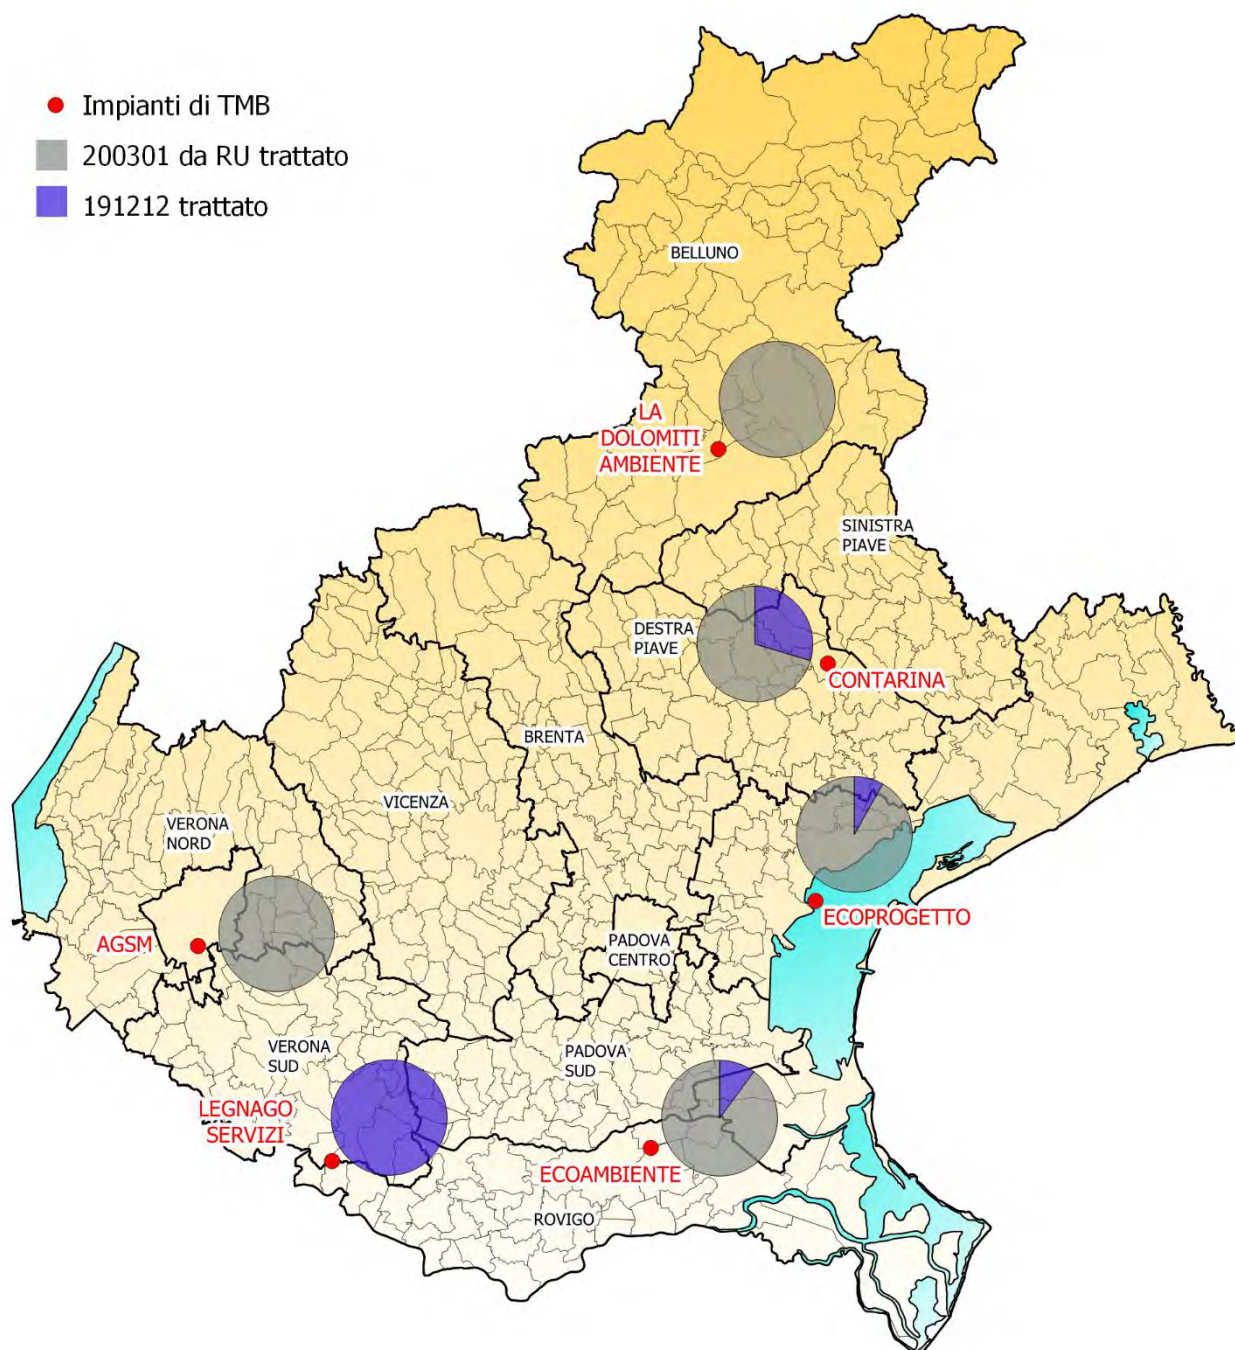 Impianti di TMB
200301 da RU trattato
191212 trattato
BELLUNO
LA
DOLOMITI
AMBIENTE
SINISTRA
PIAVE
DESTRA
PIAVE
CONTARINA
BRENTA
VICENZA
VERONA
NORD
ECOPROGETTO
AGSM
PADOVA
CENTRO
VERONA
SUD
PADOVA
SUD
LEGNAGO
SERVIZI
ECOAMBIENTE
ROVIGO